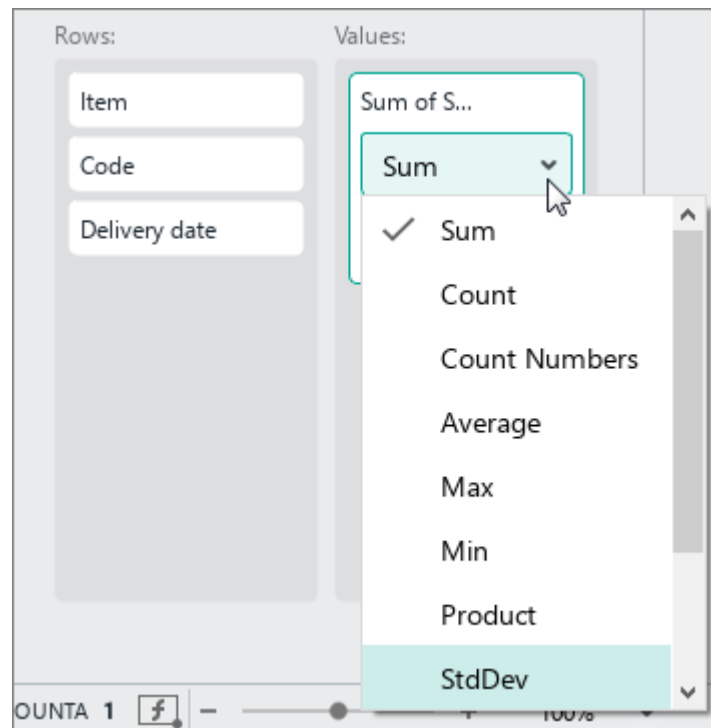 Rows:
Values:
Item
Code
Delivery date
Sum of S...
Sum
Sum
Count
Count Numbers
Average
Max
Min
Product
StdDev
OUNTA 1
100%